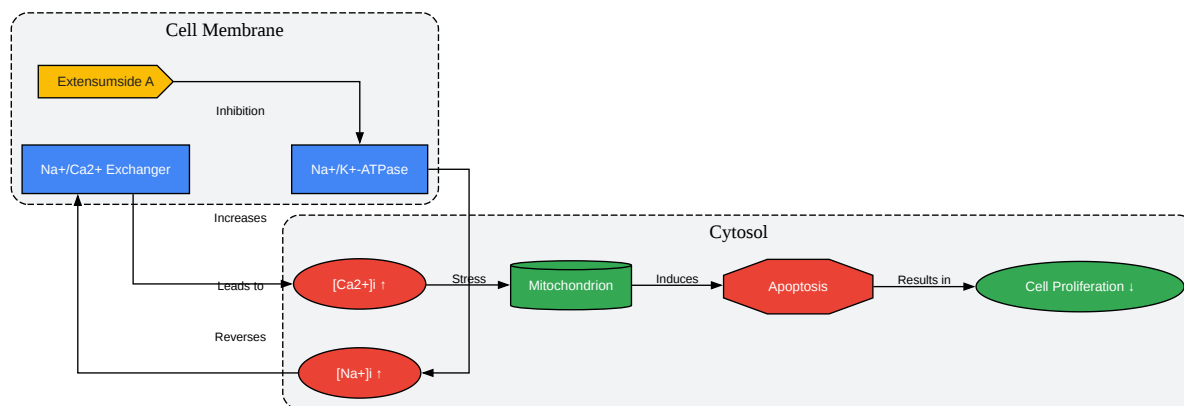 Cell Membrane
Extensumside A
Inhibition
Na+/Ca2+ Exchanger
Na+/K+-ATPase
Increases
Cytosol
[Ca2+]i ↑
Leads to
Stress
Mitochondrion
Induces
Apoptosis
Results in
Cell Proliferation ↓
Reverses
[Na+]i ↑